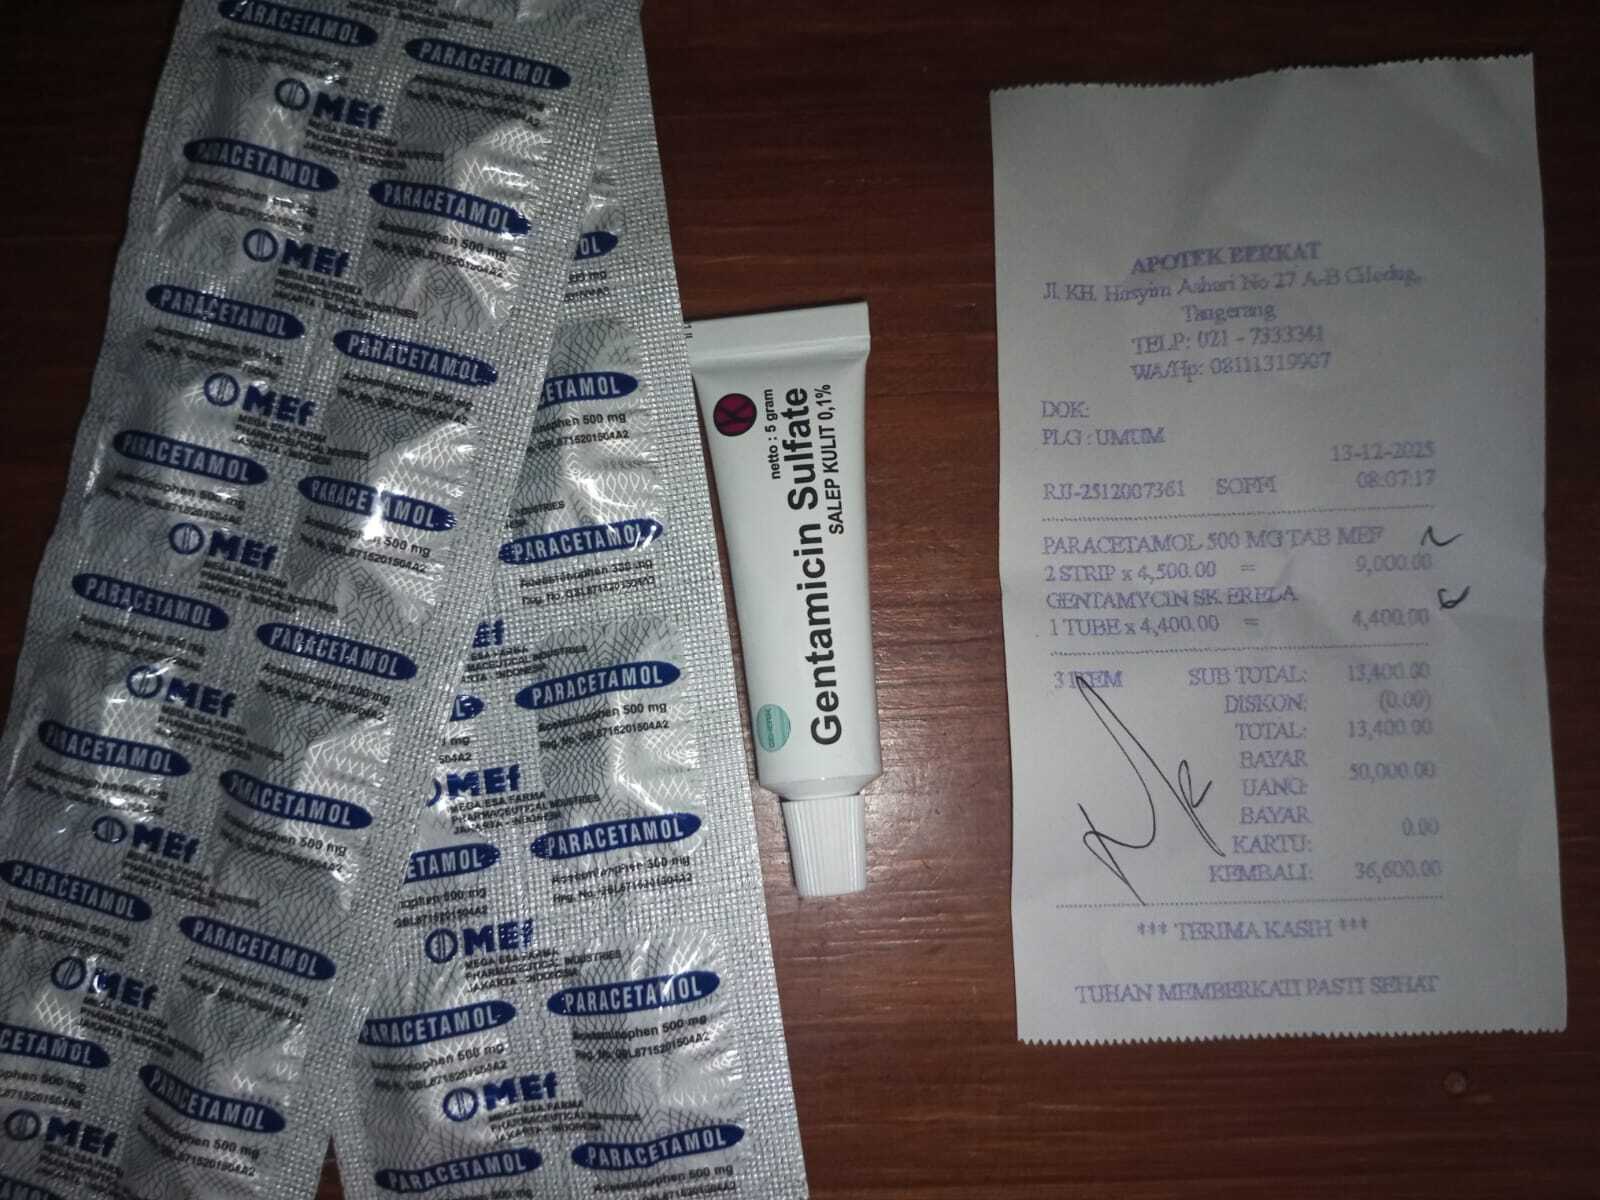 PARACETAMOL
Acetaminophen 500 mg
Reg. No. GBL8715201504A2
MEf
MEGA ESA FARMA
PHARMACEUTICAL INDUSTRIES
JAKARTA - INDONESIA
K
netto : 5 gram
Gentamicin Sulfate
SALEP KULIT 0,1%
GENERIK
APOTEK BERKAT
Jl. KH. Hasyim Ashari No 27 A-B Ciledug,
Tangerang
TELP: 021 - 7333341
WA/Hp: 08111319907
DOK:
PLG : UMUM
13-12-2025
RJJ-2512007361 SOFFI 08:07:17
PARACETAMOL 500 MG TAB MEF
2 STRIP x 4,500.00 = 9,000.00
GENTAMYCIN SK ERELA
1 TUBE x 4,400.00 = 4,400.00
3 ITEM SUB TOTAL: 13,400.00
DISKON: (0.00)
TOTAL: 13,400.00
BAYAR UANG: 50,000.00
BAYAR KARTU: 0.00
KEMBALI: 36,600.00
*** TERIMA KASIH ***
TUHAN MEMBERKATI PASTI SEHAT